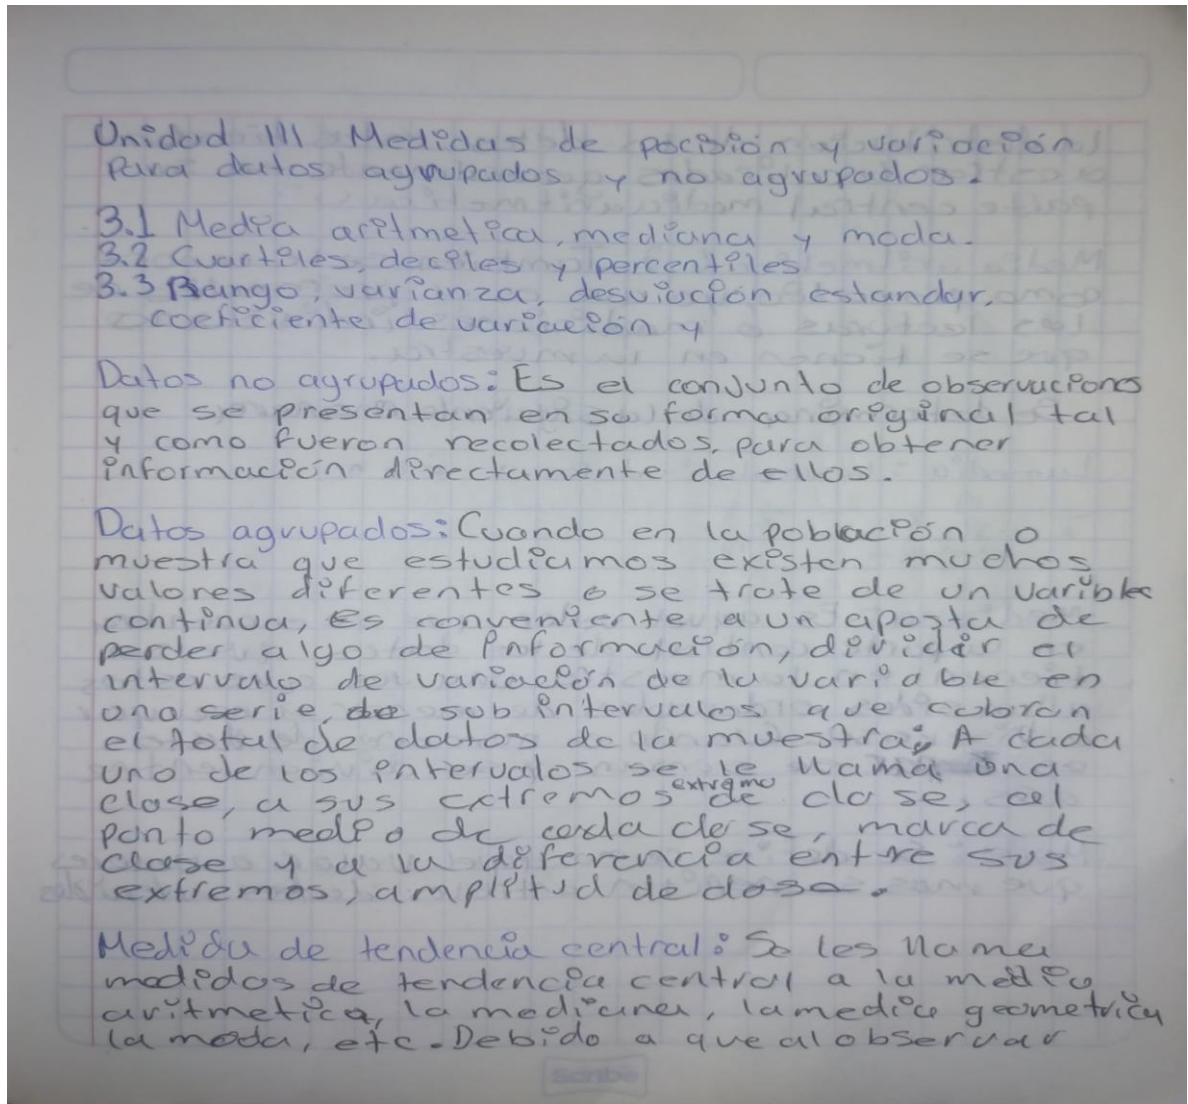 Unidad III Medidas de pocisión y variación
Para datos agrupados y no agrupados.
3.1 Media aritmetica, mediana y moda.
3.2 Cuartiles, deciles y percentiles
3.3 Rango, varianza, desviación estandar,
coeficiente de variación y
Datos no agrupados: Es el conjunto de observaciones
que se presentan en su forma original tal
y como fueron recolectados, para obtener
información directamente de ellos.
Datos agrupados: Cuando en la población o
muestra que estudiamos existen muchos
valores diferentes o se trate de un varible
continua, Es conveniente a un aposta de
perder algo de información, dividir el
intervalo de variación de la variable en
una serie de sub intervalos que cubran
el total de datos de la muestra; A cada
uno de los intervalos se le llama una
clase, a sus extremos extremo de clase, al
punto medio de cada clase, marca de
clase y a la diferencia entre sus
extremos, amplitud de clase.
Medida de tendencia central: Se les llama
medidas de tendencia central a la media
aritmetica, la mediana, la media geometrica
la moda, etc. Debido a que al observar
Scribe